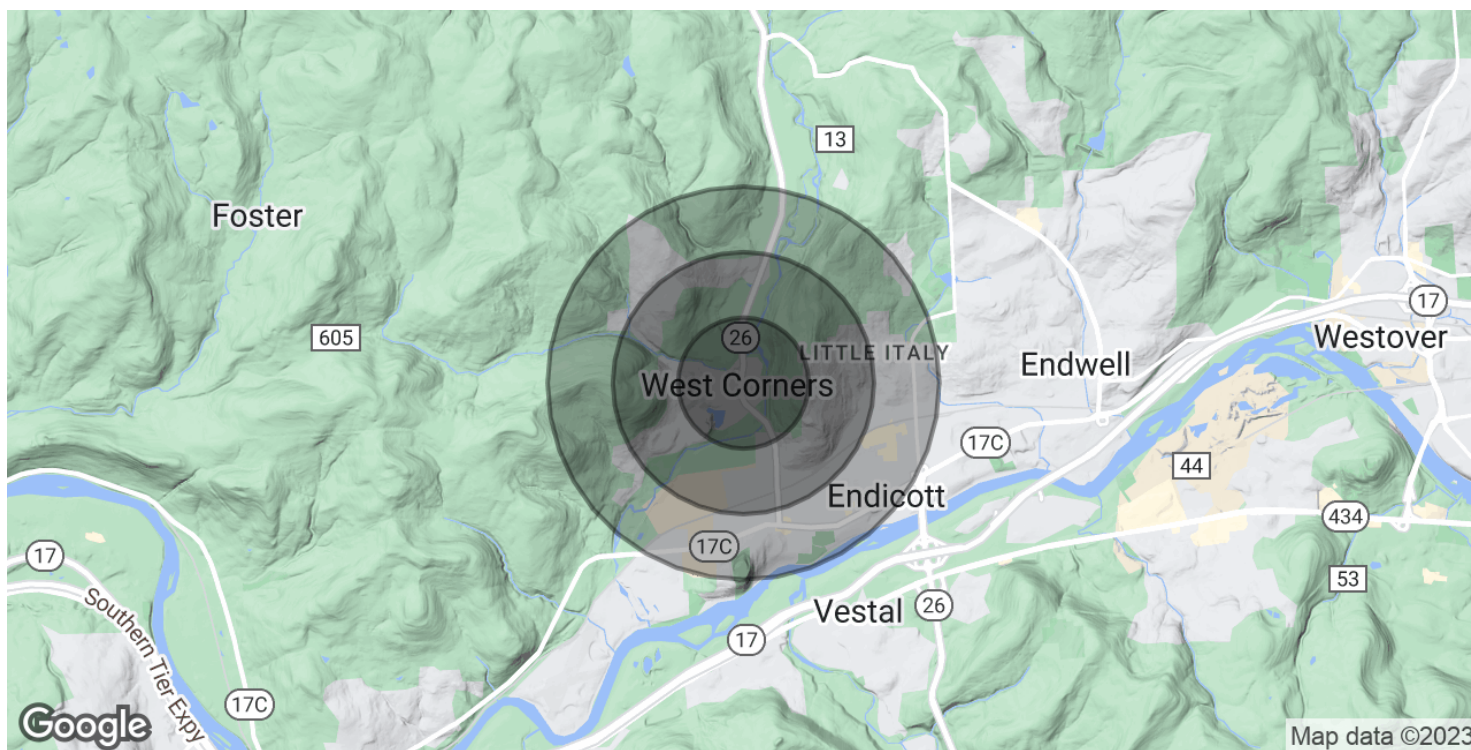 13
Foster
605
26
LITTLE ITALY
West Corners
Endwell
17
Westover
17C
44
Endicott
434
17C
17
53
Southern Tier Expy
Vestal
26
17
17C
Google
Map data ©2023